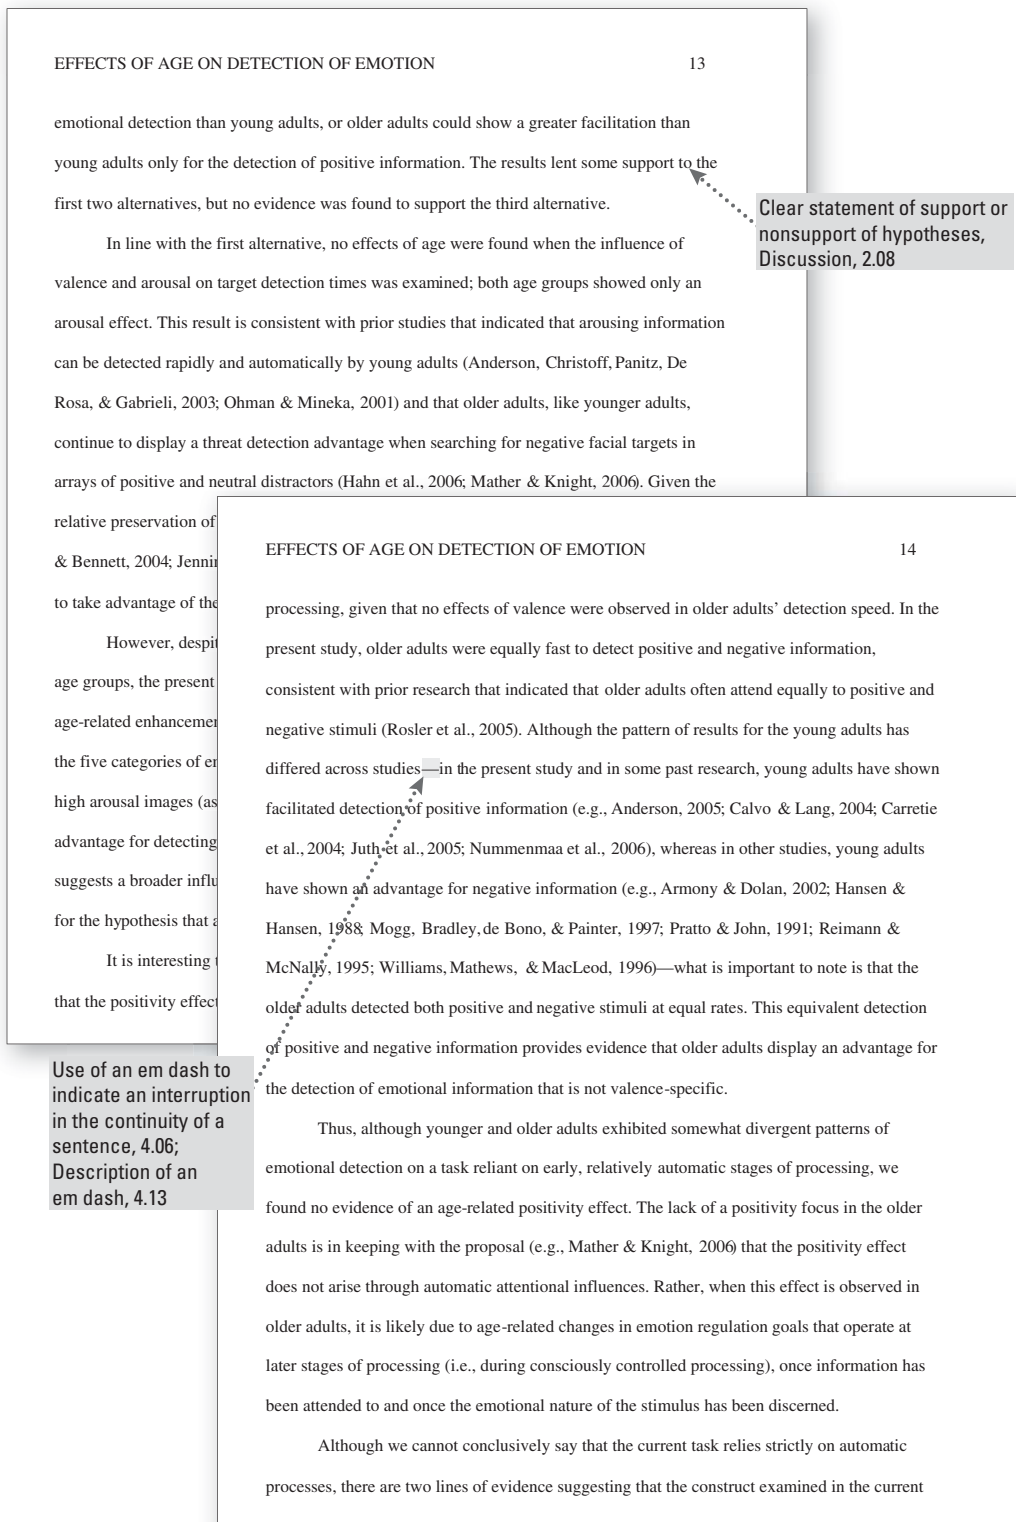 EFFECTS OF AGE ON DETECTION OF EMOTION 13
emotional detection than young adults, or older adults could show a greater facilitation than
young adults only for the detection of positive information. The results lent some support to the
first two alternatives, but no evidence was found to support the third alternative.
In line with the first alternative, no effects of age were found when the influence of
valence and arousal on target detection times was examined; both age groups showed only an
arousal effect. This result is consistent with prior studies that indicated that arousing information
can be detected rapidly and automatically by young adults (Anderson, Christoff, Panitz, De
Rosa, & Gabrieli, 2003; Ohman & Mineka, 2001) and that older adults, like younger adults,
continue to display a threat detection advantage when searching for negative facial targets in
arrays of positive and neutral distractors (Hahn et al., 2006; Mather & Knight, 2006). Given the
relative preservation of
& Bennett, 2004;
to take advantage of the
However,
age groups, the present
age-related
the five categories of
high arousal images (as
advantage for detecting
suggests a broader
for the hypothesis that
It is interesting
that the positivity effect
Clear statement of support or
nonsupport of hypotheses,
Discussion, 2.08
EFFECTS OF AGE ON DETECTION OF EMOTION 14
processing, given that no effects of valence were observed in older adults’ detection speed. In the
present study, older adults were equally fast to detect positive and negative information,
consistent with prior research that indicated that older adults often attend equally to positive and
negative stimuli (Rosler et al., 2005). Although the pattern of results for the young adults has
differed across studies—in the present study and in some past research, young adults have shown
facilitated detection of positive information (e.g., Anderson, 2005; Calvo & Lang, 2004; Carretie
et al., 2004; Juth et al., 2005; Nummenmaa et al., 2006), whereas in other studies, young adults
have shown an advantage for negative information (e.g., Armony & Dolan, 2002; Hansen &
Hansen, 1988; Mogg, Bradley, de Bono, & Painter, 1997; Pratto & John, 1991; Reimann &
McNally, 1995; Williams, Mathews, & MacLeod, 1996)—what is important to note is that the
older adults detected both positive and negative stimuli at equal rates. This equivalent detection
of positive and negative information provides evidence that older adults display an advantage for
the detection of emotional information that is not valence-specific.
Thus, although younger and older adults exhibited somewhat divergent patterns of
emotional detection on a task reliant on early, relatively automatic stages of processing, we
found no evidence of an age-related positivity effect. The lack of a positivity focus in the older
adults is in keeping with the proposal (e.g., Mather & Knight, 2006) that the positivity effect
does not arise through automatic attentional influences. Rather, when this effect is observed in
older adults, it is likely due to age-related changes in emotion regulation goals that operate at
later stages of processing (i.e., during consciously controlled processing), once information has
been attended to and once the emotional nature of the stimulus has been discerned.
Although we cannot conclusively say that the current task relies strictly on automatic
processes, there are two lines of evidence suggesting that the construct examined in the current
Use of an em dash to
indicate an interruption
in the continuity of a
sentence, 4.06;
Description of an
em dash, 4.13